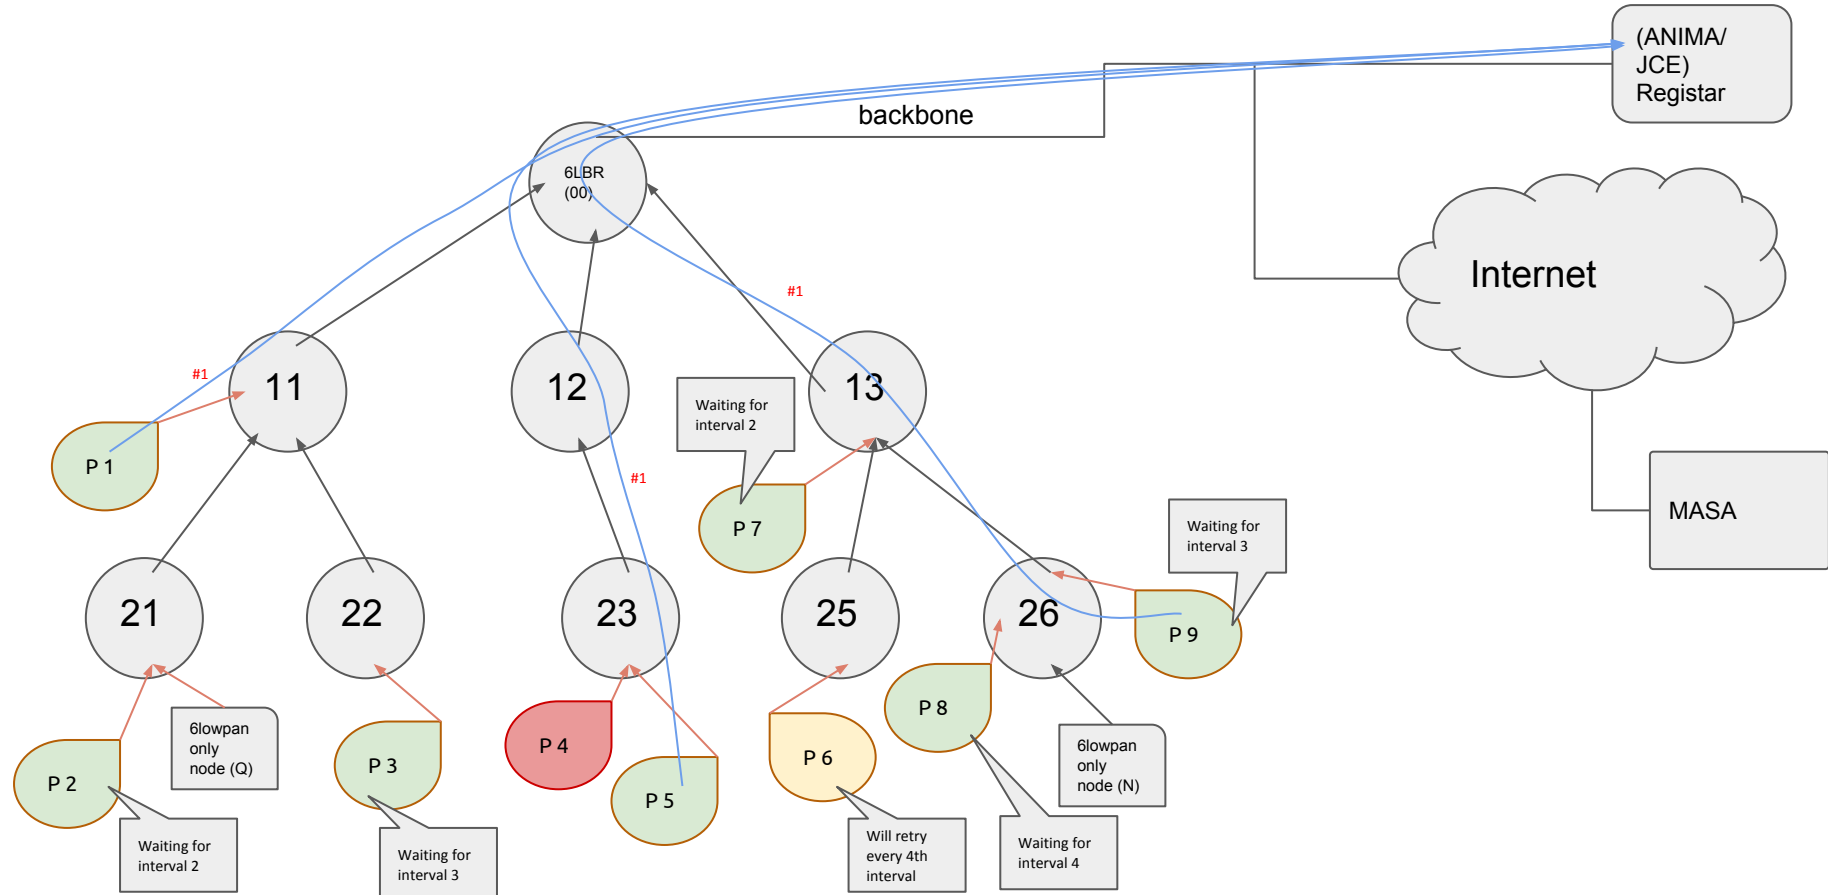 (ANIMA/
JCE)
Registar
backbone
6LBR
(00)
Internet
#1
#1
11
12
13
Waiting for
interval 2
P 1
#1
P 7
MASA
Waiting for
interval 3
21
22
23
25
26
P 9
6lowpan
only
node (Q)
P 2
P 3
P 4
P 5
P 6
P 8
6lowpan
only
node (N)
Waiting for
interval 2
Waiting for
interval 3
Will retry
every 4th
interval
Waiting for
interval 4